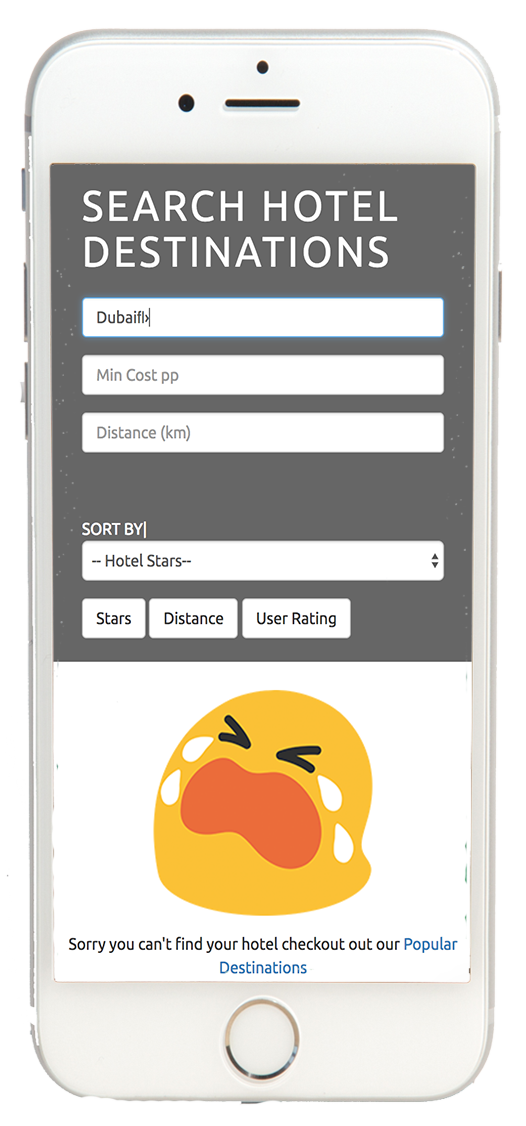 SEARCH HOTEL
DESTINATIONS
Dubaiﬂ›
Min Cost pp
Distance (km)
SORT BY|
-- Hotel Stars--
Stars
Distance
User Rating
Sorry you can't find your hotel checkout out our Popular
Destinations